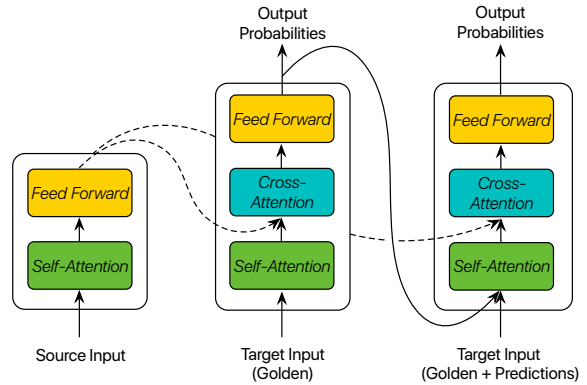 Output
Probabilities
Output
Probabilities
Feed Forward
Feed Forward
Feed Forward
Cross-
Attention
Cross-
Attention
Self-Attention
Self-Attention
Self-Attention
Source Input
Target Input
(Golden)
Target Input
(Golden + Predictions)